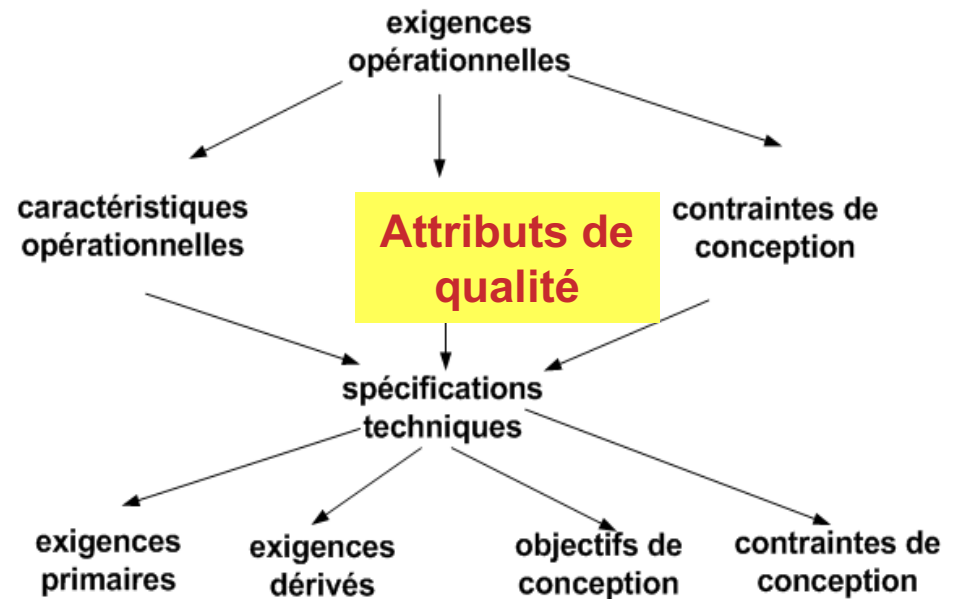 exigences
opérationnelles
caractéristiques
opérationnelles
Attributs de
qualité
contraintes de
conception
spécifications
techniques
exigences
primaires
exigences
dérivés
objectifs de
conception
contraintes de
conception